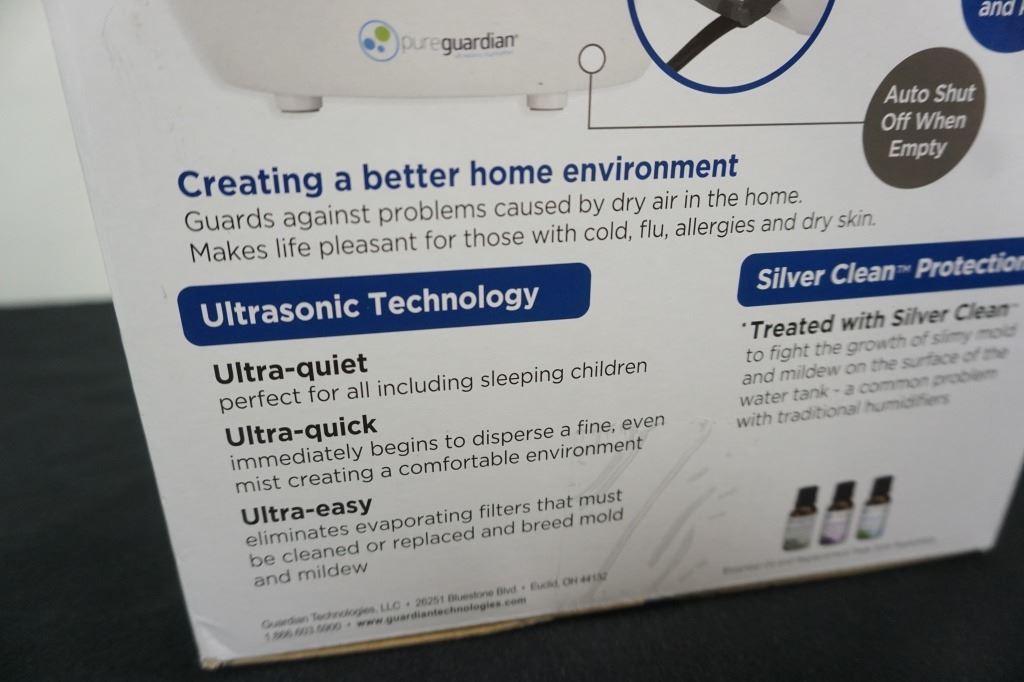 and
pureguardian®
Auto Shut
Off When
Empty
Creating a better home environment
Guards against problems caused by dry air in the home.
Makes life pleasant for those with cold, flu, allergies and dry skin.
Ultrasonic Technology
Ultra-quiet
perfect for all including sleeping children
Ultra-quick
immediately begins to disperse a fine, even
mist creating a comfortable environment
Ultra-easy
eliminates evaporating filters that must
be cleaned or replaced and breed mold
and mildew
Silver Clean™ Protection
*Treated with Silver Clean™
to fight the growth of slimy mold
and mildew on the surface of the
water tank - a common problem
with traditional humidifiers
Guardian Technologies, LLC • 26251 Bluestone Blvd. • Euclid, OH 44132
1.866.603.5900 • www.guardiantechnologies.com